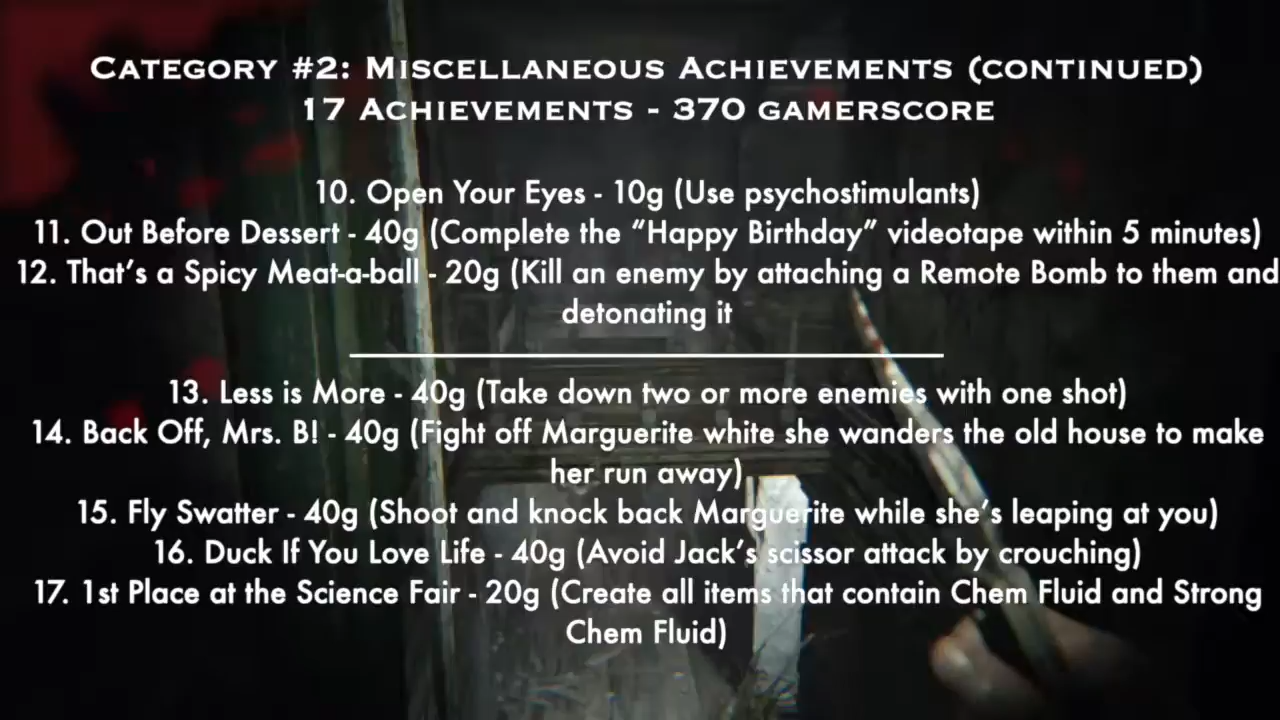 CATEGORY #2: MISCELLANEOUS ACHIEVEMENTS (CONTINUED)
17 ACHIEVEMENTS - 370 GAMERSCORE
10. Open Your Eyes - 10g (Use psychostimulants)
11. Out Before Dessert - 40g (Complete the “Happy Birthday” videotape within 5 minutes)
12. That’s a Spicy Meat-a-ball - 20g (Kill an enemy by attaching a Remote Bomb to them and
detonating it
13. Less is More - 40g (Take down two or more enemies with one shot)
14. Back Off, Mrs. B! - 40g (Fight off Marguerite white she wanders the old house to make
her run away)
15. Fly Swatter - 40g (Shoot and knock back Marguerite while she’s leaping at you)
16. Duck If You Love Life - 40g (Avoid Jack’s scissor attack by crouching)
17. 1st Place at the Science Fair - 20g (Create all items that contain Chem Fluid and Strong
Chem Fluid)